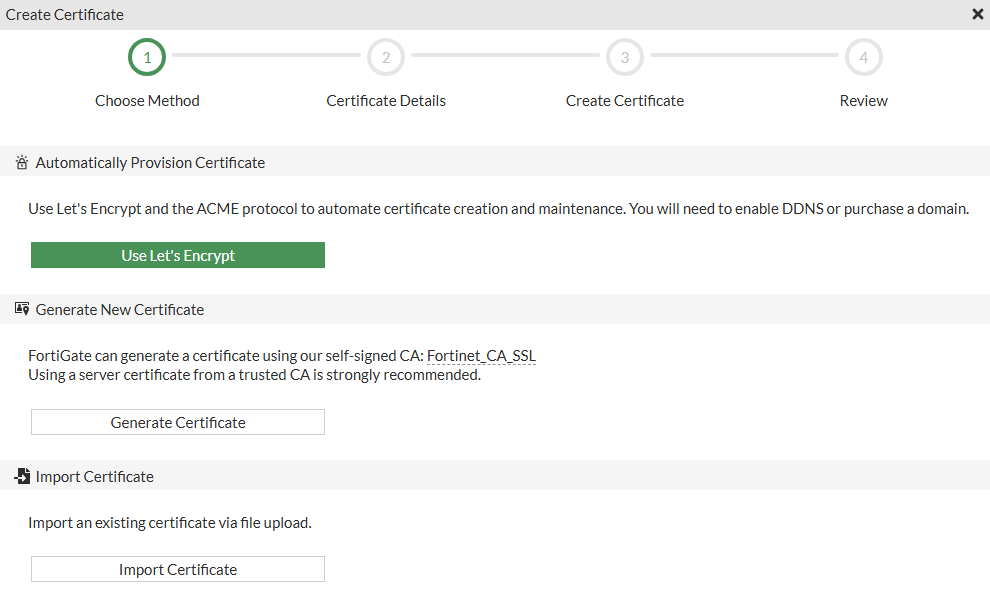 Create Certificate
1 2 3 4
Choose Method Certificate Details Create Certificate Review
Automatically Provision Certificate
Use Let's Encrypt and the ACME protocol to automate certificate creation and maintenance. You will need to enable DDNS or purchase a domain.
Use Let's Encrypt
Generate New Certificate
FortiGate can generate a certificate using our self-signed CA: Fortinet_CA_SSL
Using a server certificate from a trusted CA is strongly recommended.
Generate Certificate
Import Certificate
Import an existing certificate via file upload.
Import Certificate